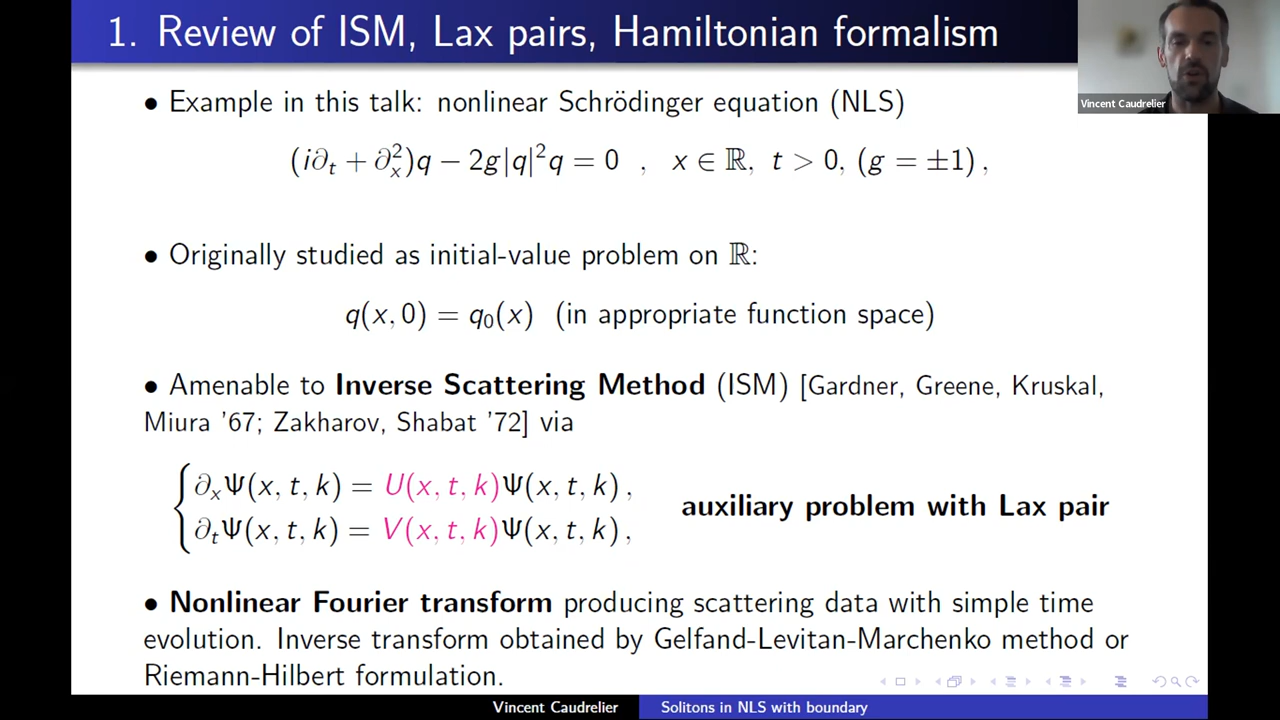 1. Review of ISM, Lax pairs, Hamiltonian formalism
Vincent Caudrelier
• Example in this talk: nonlinear Schrödinger equation (NLS)
(i∂ₜ + ∂ₓ²)q − 2g|q|²q = 0 , x ∈ ℝ, t > 0, (g = ±1) ,
• Originally studied as initial-value problem on ℝ:
q(x, 0) = q₀(x) (in appropriate function space)
• Amenable to Inverse Scattering Method (ISM) [Gardner, Greene, Kruskal,
Miura '67; Zakharov, Shabat '72] via
∂ₓΨ(x, t, k) = U(x, t, k)Ψ(x, t, k) ,
∂ₜΨ(x, t, k) = V(x, t, k)Ψ(x, t, k) ,
auxiliary problem with Lax pair
• Nonlinear Fourier transform producing scattering data with simple time
evolution. Inverse transform obtained by Gelfand-Levitan-Marchenko method or
Riemann-Hilbert formulation.
Vincent Caudrelier
Solitons in NLS with boundary